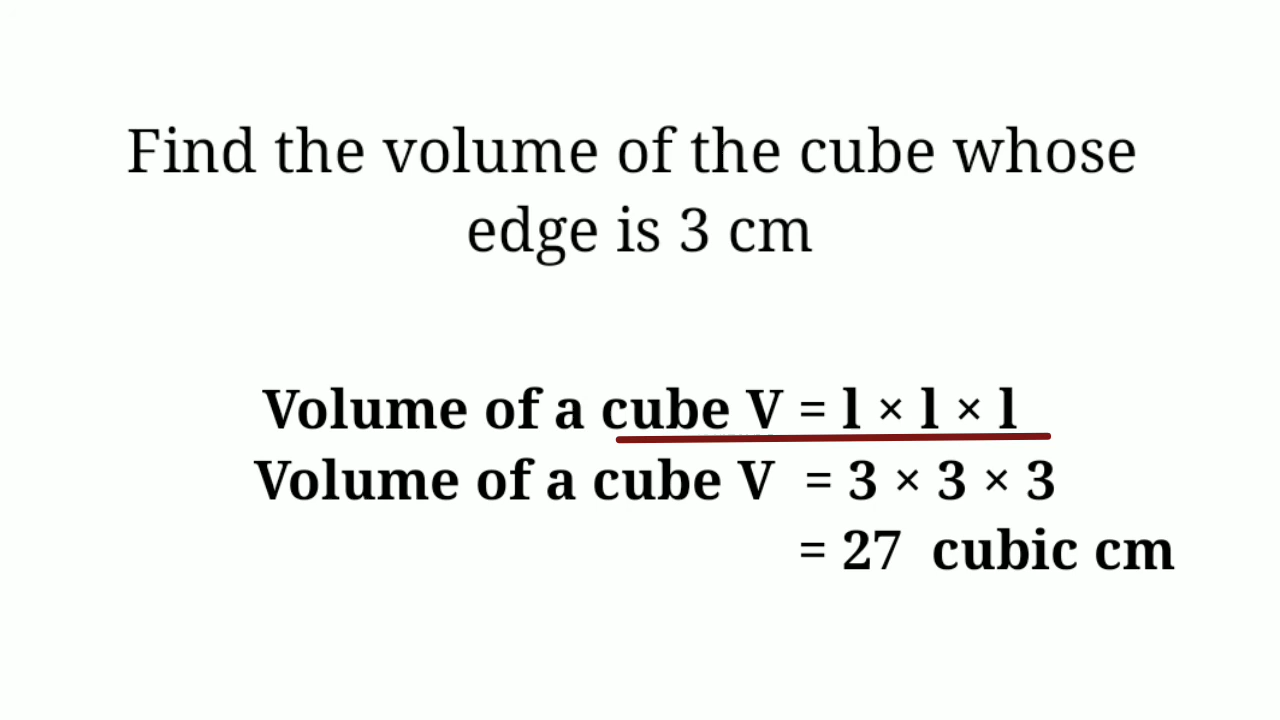 Find the volume of the cube whose
edge is 3 cm
Volume of a cube V = l × l × l
Volume of a cube V = 3 × 3 × 3
= 27 cubic cm